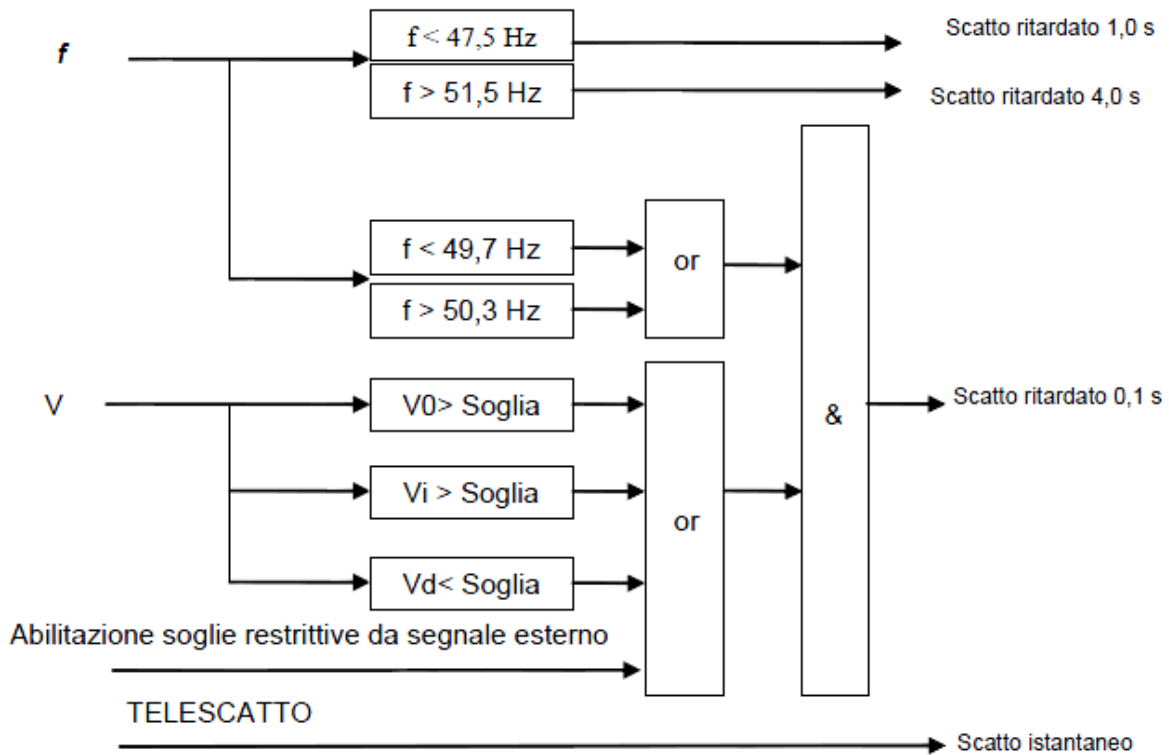 f
f < 47,5 Hz
Scatto ritardato 1,0 s
f > 51,5 Hz
Scatto ritardato 4,0 s
f < 49,7 Hz
or
f > 50,3 Hz
V
V0> Soglia
&
Scatto ritardato 0,1 s
Vi > Soglia
or
Vd< Soglia
Abilitazione soglie restrittive da segnale esterno
TELESCATTO
Scatto istantaneo